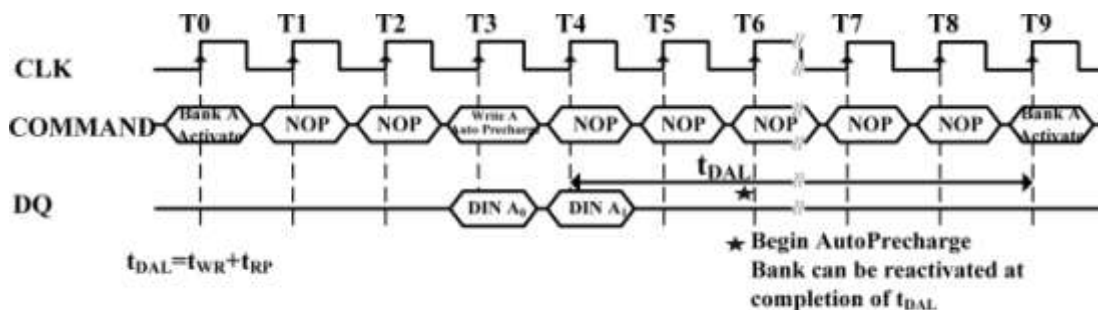 T0 T1 T2 T3 T4 T5 T6 T7 T8 T9
CLK
COMMAND
Bank A
Activate
NOP
NOP
Write A
Auto Precharge
NOP
NOP
NOP
NOP
NOP
Bank A
Activate
tDAL
DQ
DIN A0
DIN A1
★ Begin AutoPrecharge
Bank can be reactivated at
completion of tDAL
tDAL=tWR+tRP